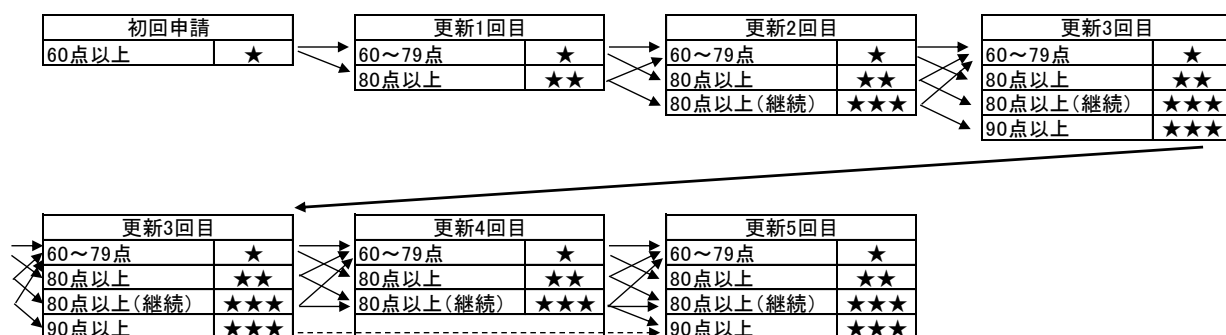 初回申請
60点以上 ★
更新1回目
60～79点 ★
80点以上 ★★
更新2回目
60～79点 ★
80点以上 ★★
80点以上(継続) ★★★
更新3回目
60～79点 ★
80点以上 ★★
80点以上(継続) ★★★
90点以上 ★★★
更新3回目
60～79点 ★
80点以上 ★★
80点以上(継続) ★★★
90点以上 ★★★
更新4回目
60～79点 ★
80点以上 ★★
80点以上(継続) ★★★
更新5回目
60～79点 ★
80点以上 ★★
80点以上(継続) ★★★
90点以上 ★★★